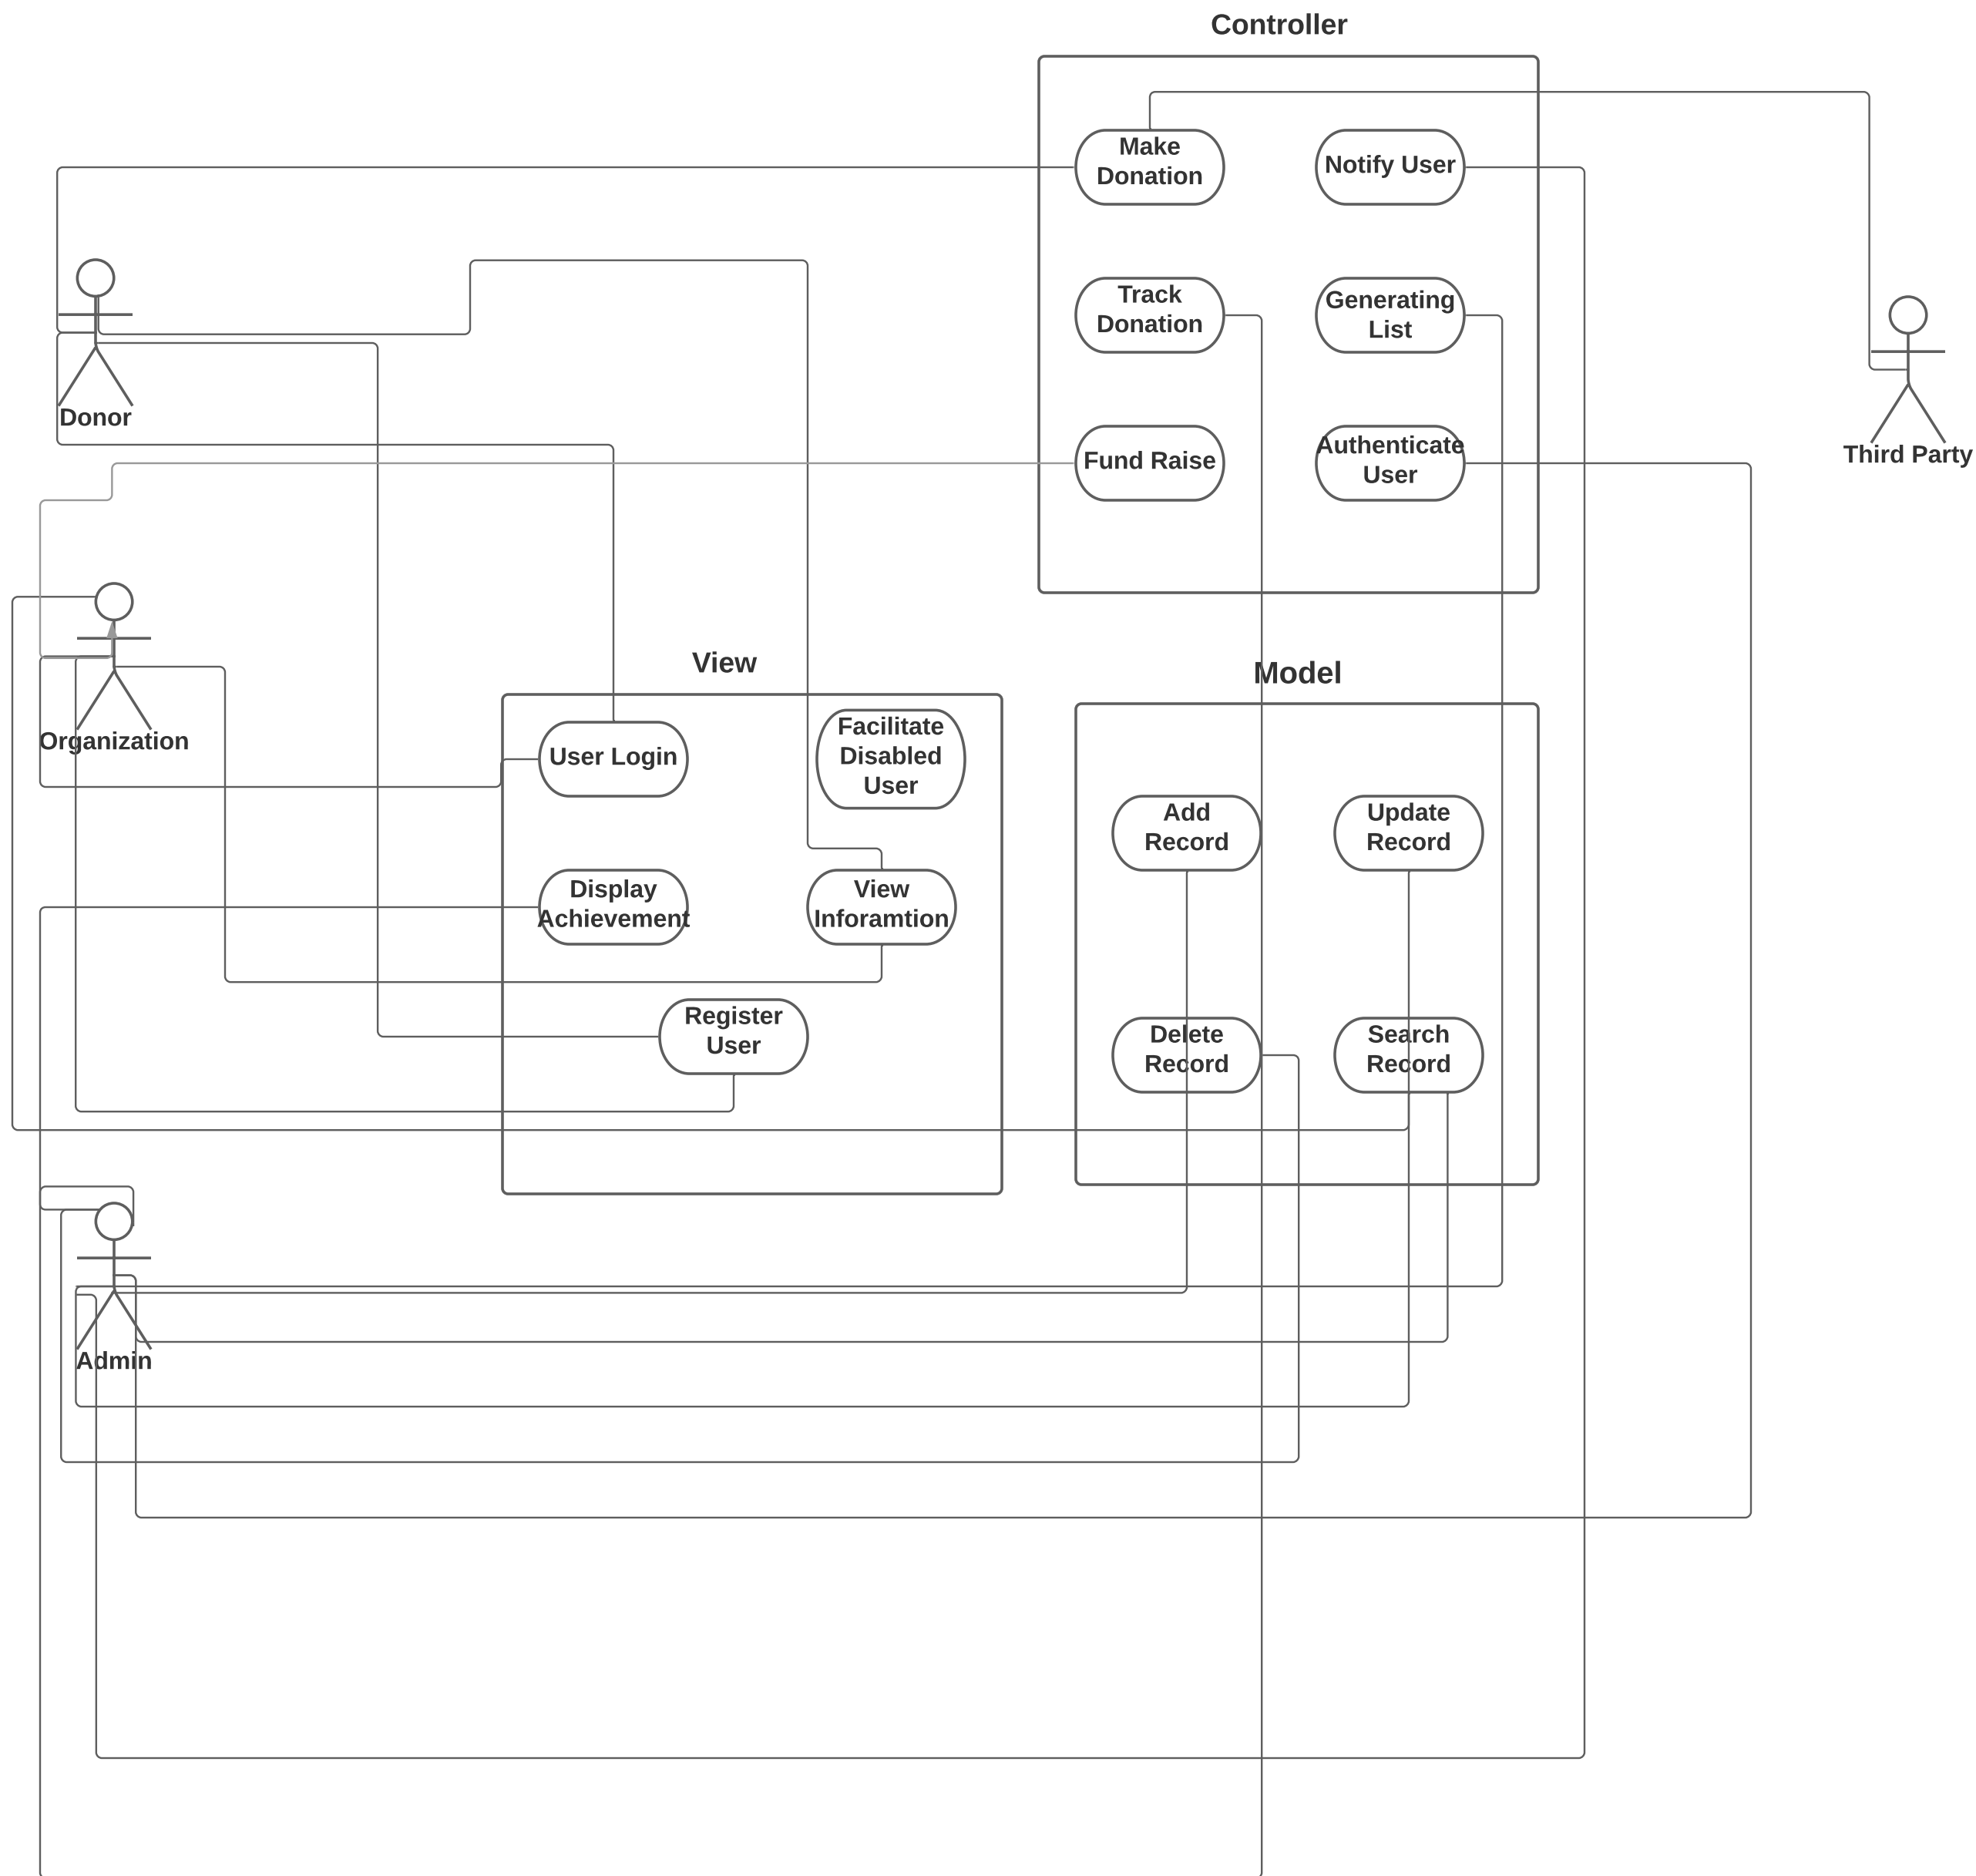 Controller
Make
Donation
Notify User
Track
Donation
Generating
List
Donor
Third Party
Fund Raise
Authenticate
User
View
Model
Organization
User Login
Facilitate
Disabled
User
Add
Record
Update
Record
Display
Achievement
View
Inforamtion
Register
User
Delete
Record
Search
Record
Admin